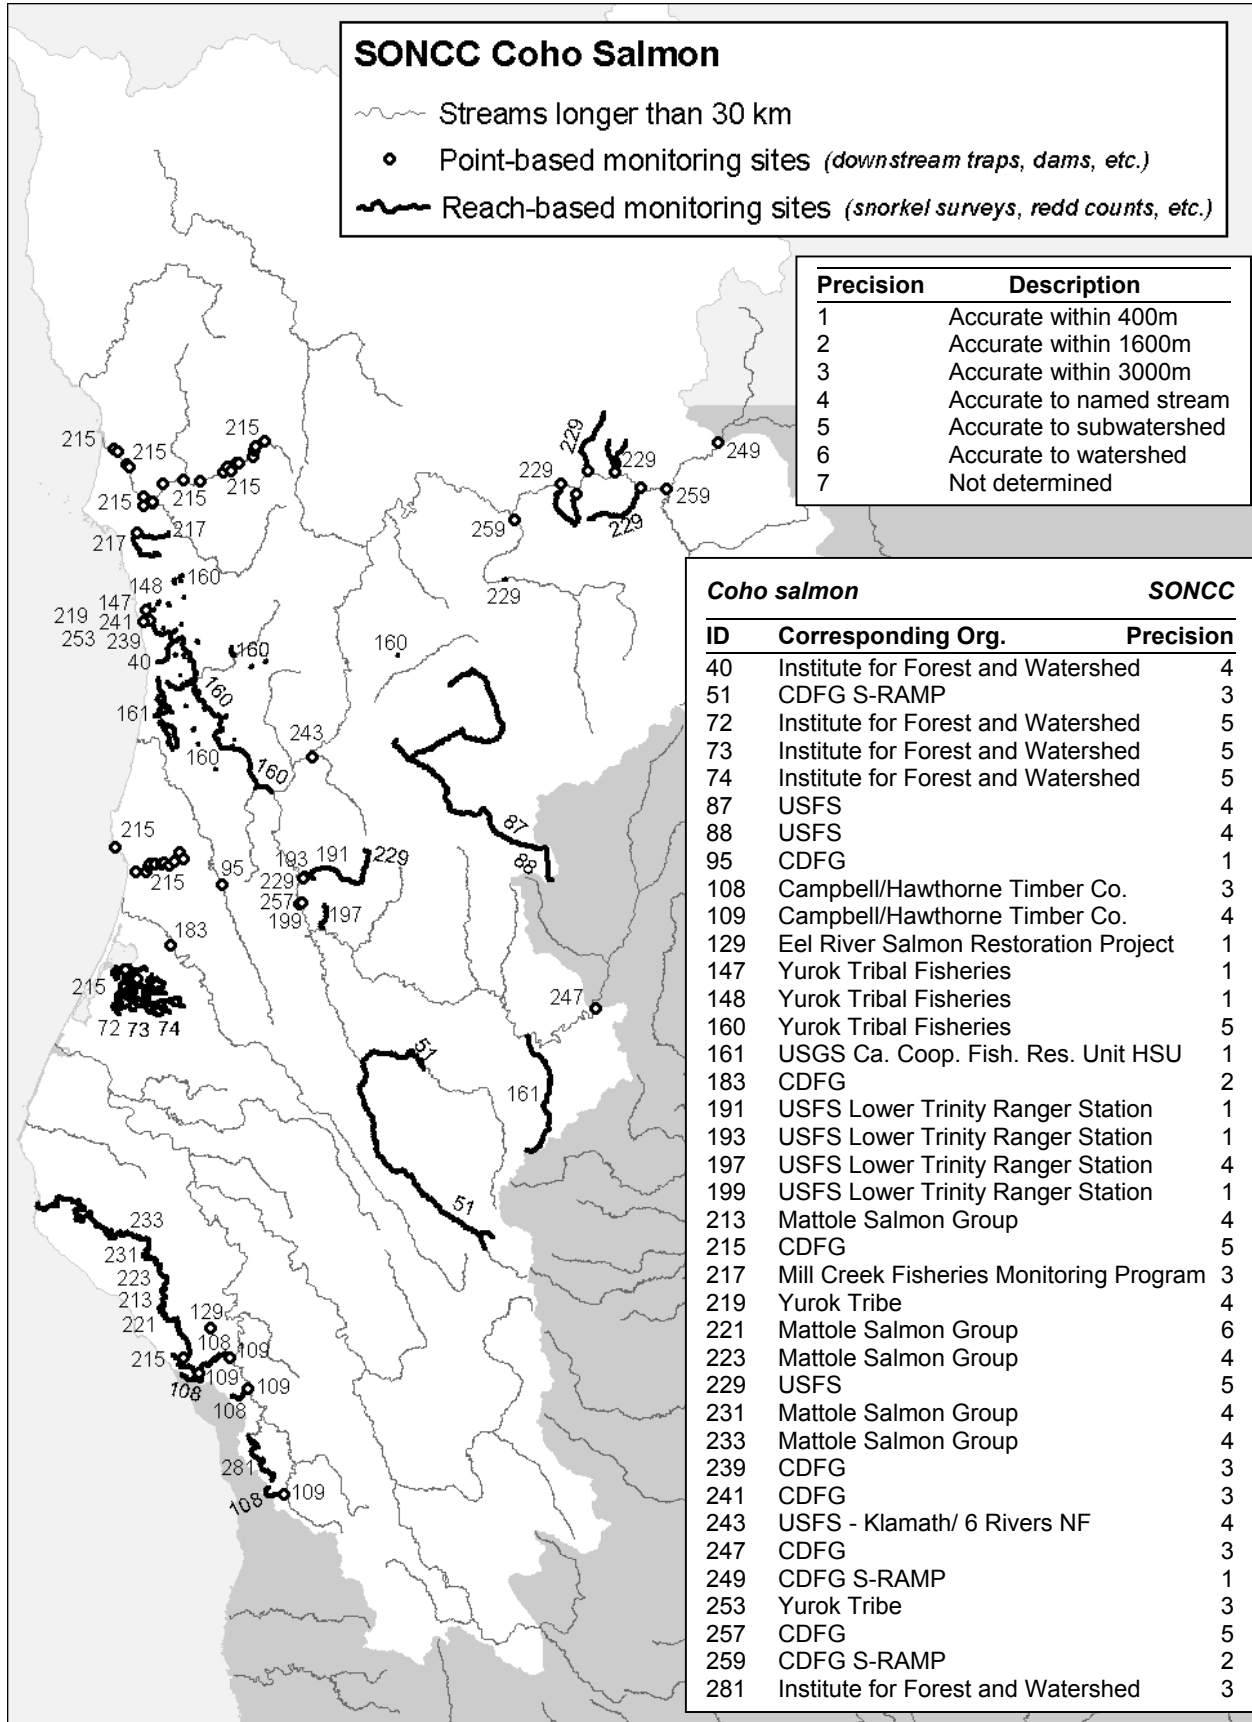 SONCC Coho Salmon
Streams longer than 30 km
Point-based monitoring sites (downstream traps, dams, etc.)
Reach-based monitoring sites (snorkel surveys, redd counts, etc.)
Precision Description
1 Accurate within 400m
2 Accurate within 1600m
3 Accurate within 3000m
4 Accurate to named stream
5 Accurate to subwatershed
6 Accurate to watershed
7 Not determined
215
215
215
229
229
249
215
215
215
259
229
259
217
217
148
160
229
147
219 241
253 239
160
160
40
160
161
243
160
160
87
88
215
215
95
193
191
229
229
257
197
199
183
215
247
72 73 74
51
161
51
233
231
223
213
129
221
108
109
215
109
108
109
108
281
108
109
Coho salmon SONCC
ID Corresponding Org. Precision
40 Institute for Forest and Watershed 4
51 CDFG S-RAMP 3
72 Institute for Forest and Watershed 5
73 Institute for Forest and Watershed 5
74 Institute for Forest and Watershed 5
87 USFS 4
88 USFS 4
95 CDFG 1
108 Campbell/Hawthorne Timber Co. 3
109 Campbell/Hawthorne Timber Co. 4
129 Eel River Salmon Restoration Project 1
147 Yurok Tribal Fisheries 1
148 Yurok Tribal Fisheries 1
160 Yurok Tribal Fisheries 5
161 USGS Ca. Coop. Fish. Res. Unit HSU 1
183 CDFG 2
191 USFS Lower Trinity Ranger Station 1
193 USFS Lower Trinity Ranger Station 1
197 USFS Lower Trinity Ranger Station 4
199 USFS Lower Trinity Ranger Station 1
213 Mattole Salmon Group 4
215 CDFG 5
217 Mill Creek Fisheries Monitoring Program 3
219 Yurok Tribe 4
221 Mattole Salmon Group 6
223 Mattole Salmon Group 4
229 USFS 5
231 Mattole Salmon Group 4
233 Mattole Salmon Group 4
239 CDFG 3
241 CDFG 3
243 USFS - Klamath/ 6 Rivers NF 4
247 CDFG 3
249 CDFG S-RAMP 1
253 Yurok Tribe 3
257 CDFG 5
259 CDFG S-RAMP 2
281 Institute for Forest and Watershed 3